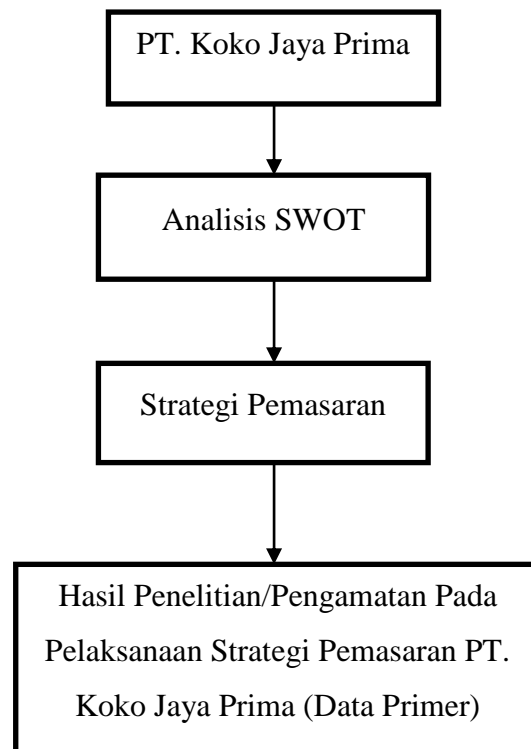 PT. Koko Jaya Prima
Analisis SWOT
Strategi Pemasaran
Hasil Penelitian/Pengamatan Pada
Pelaksanaan Strategi Pemasaran PT.
Koko Jaya Prima (Data Primer)